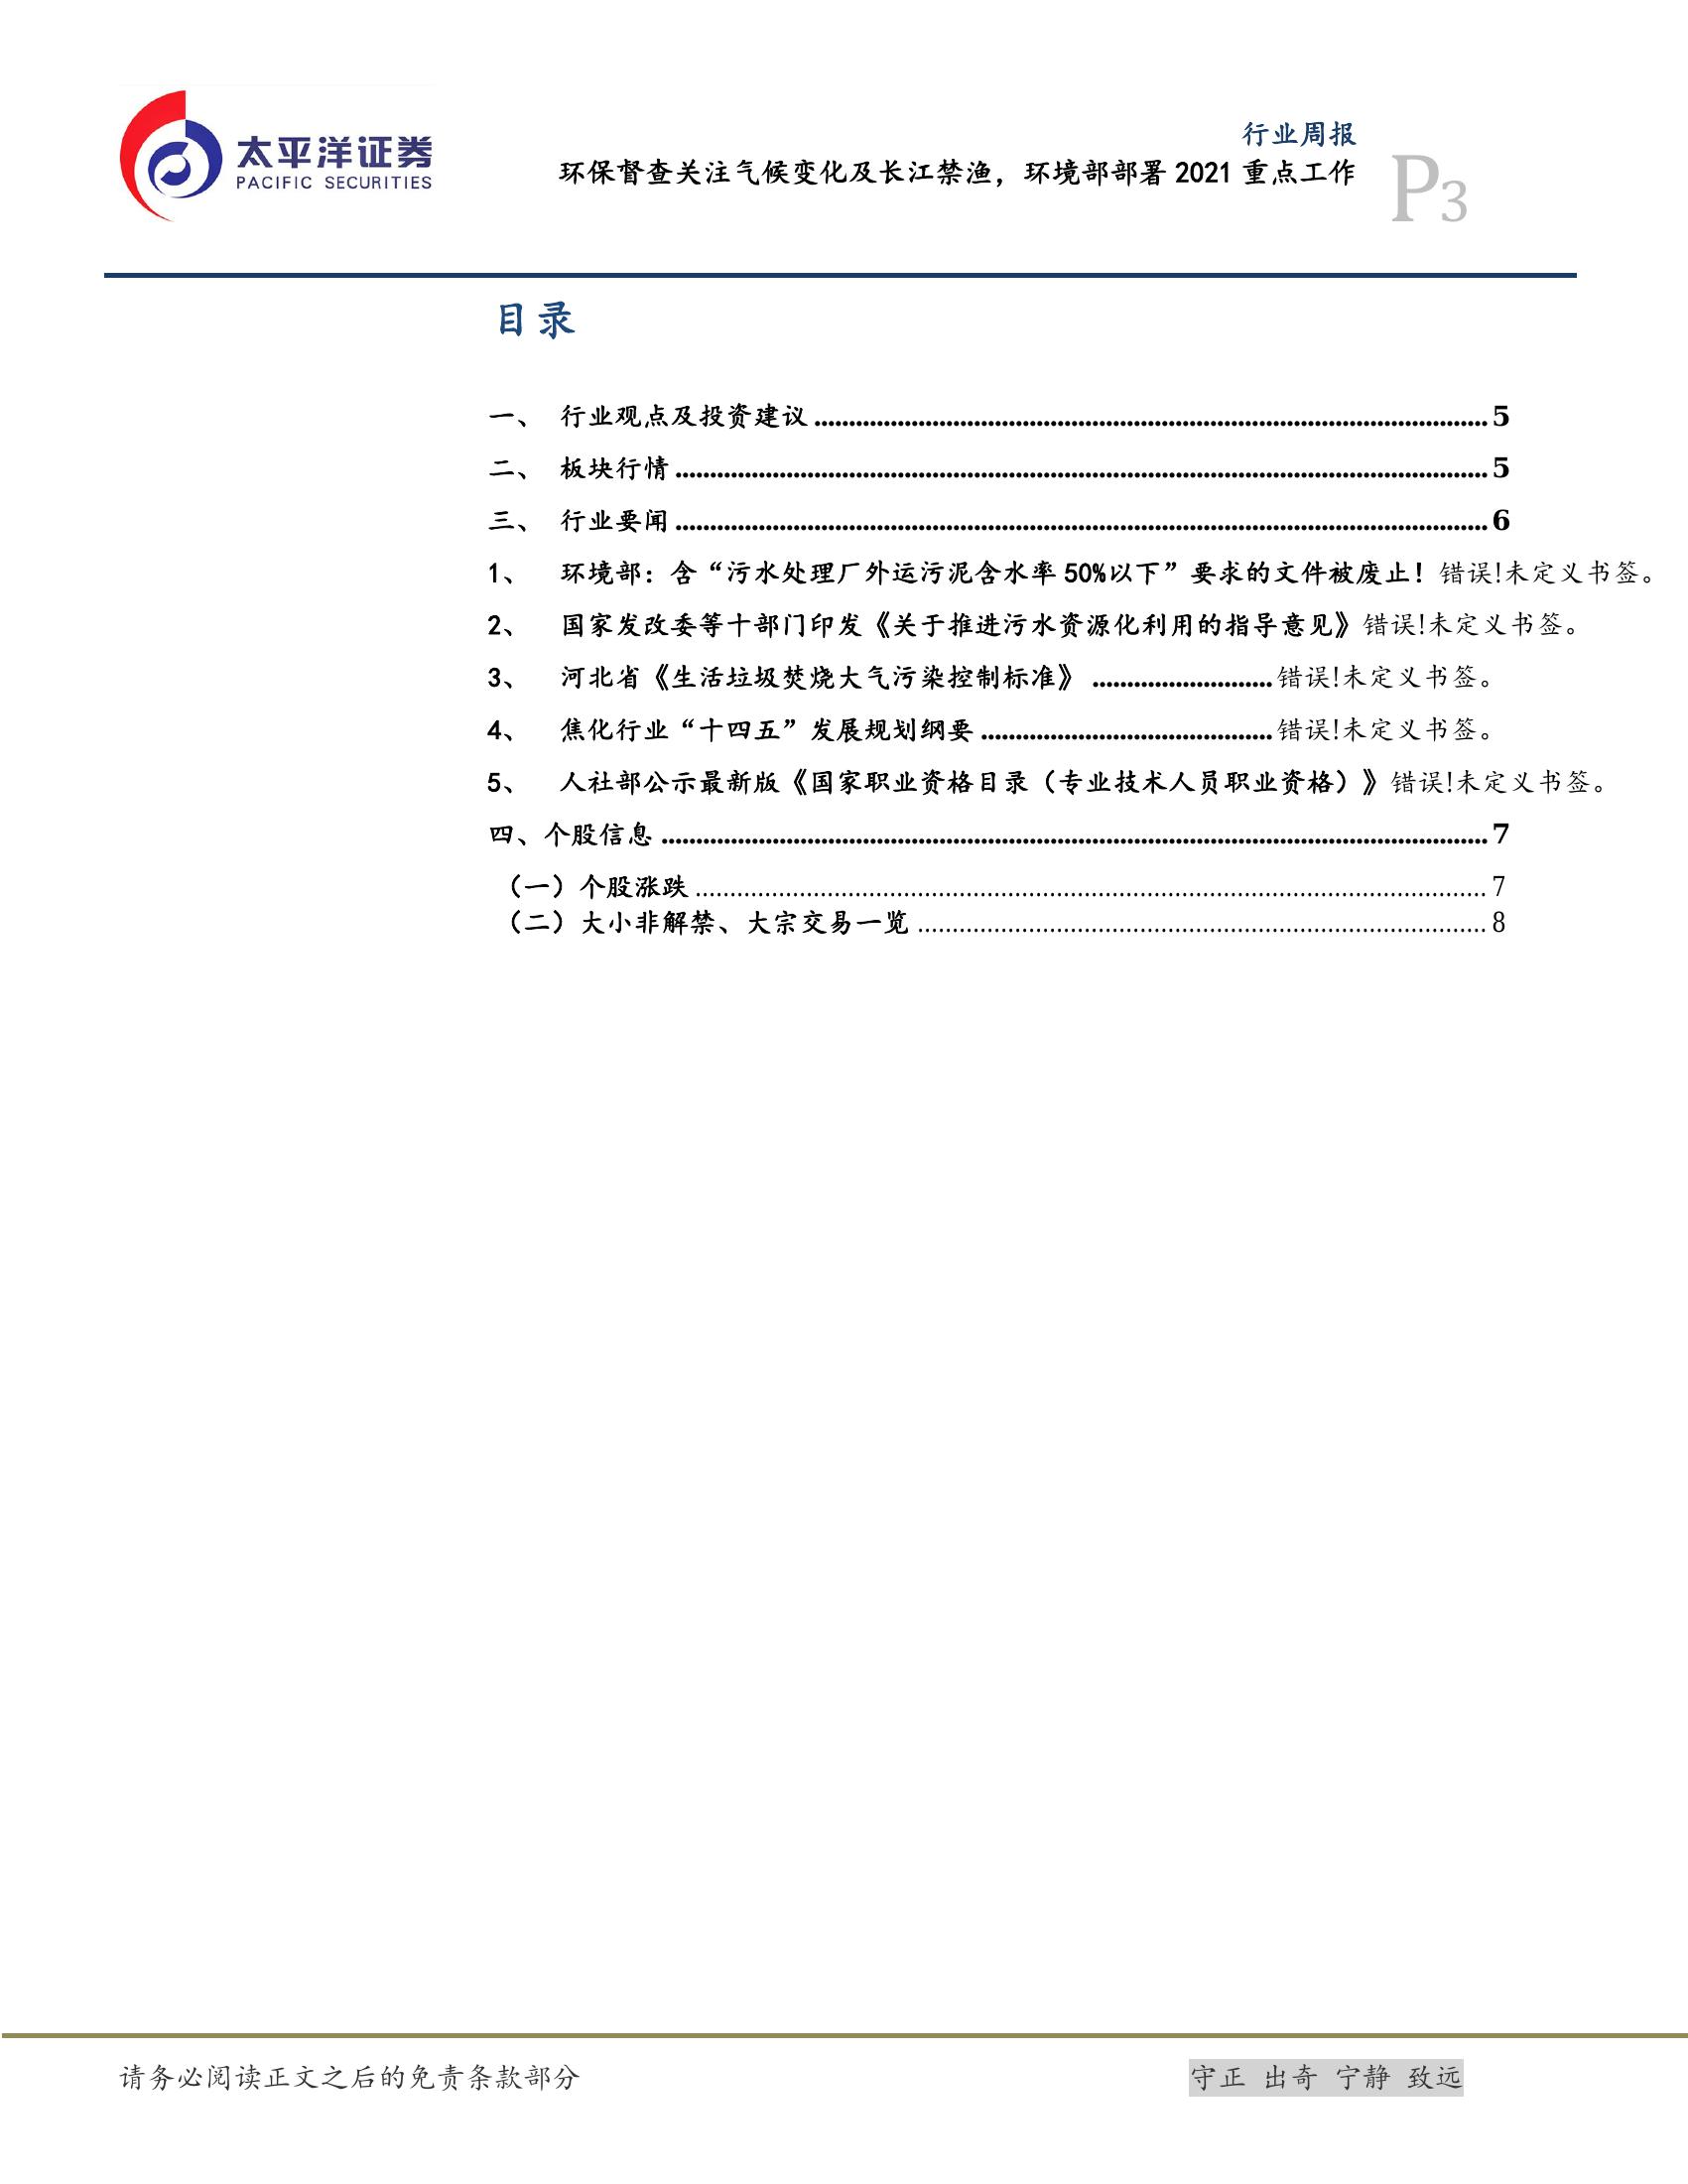 太平洋证券
PACIFIC SECURITIES
行业周报
环保督查关注气候变化及长江禁渔，环境部部署 2021 重点工作
P3
目录
一、 行业观点及投资建议 .......... 5
二、 板块行情 .......... 5
三、 行业要闻 .......... 6
1、 环境部：含“污水处理厂外运污泥含水率 50%以下”要求的文件被废止！ 错误!未定义书签。
2、 国家发改委等十部门印发《关于推进污水资源化利用的指导意见》错误!未定义书签。
3、 河北省《生活垃圾焚烧大气污染控制标准》 .......... 错误!未定义书签。
4、 焦化行业“十四五”发展规划纲要 .......... 错误!未定义书签。
5、 人社部公示最新版《国家职业资格目录（专业技术人员职业资格）》错误!未定义书签。
四、个股信息 .......... 7
（一）个股涨跌 .......... 7
（二）大小非解禁、大宗交易一览 .......... 8
请务必阅读正文之后的免责条款部分
守正 出奇 宁静 致远